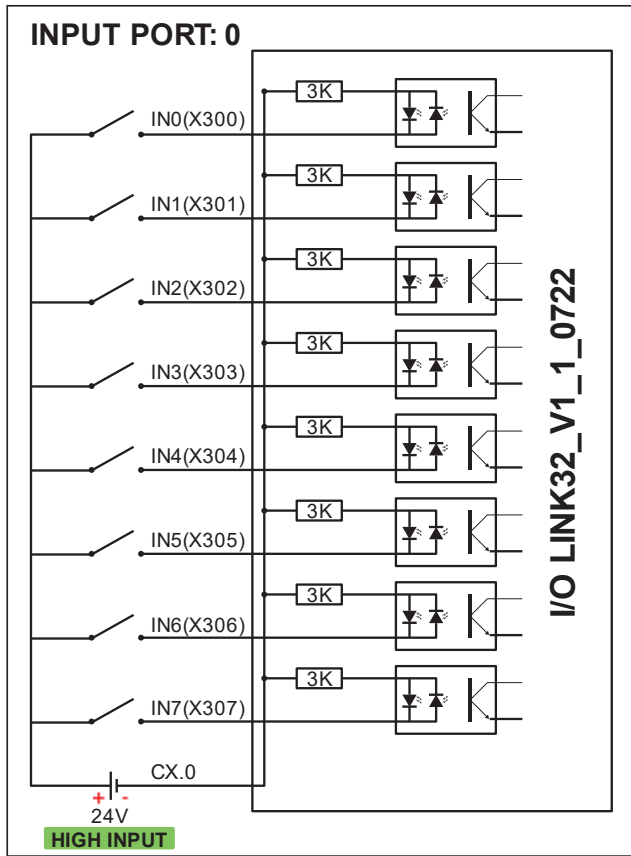 INPUT PORT: 0
3K
IN0(X300)
3K
IN1(X301)
3K
IN2(X302)
3K
IN3(X303)
3K
IN4(X304)
3K
IN5(X305)
3K
IN6(X306)
3K
IN7(X307)
I/O LINK32_V1_1_0722
CX.0
+ -
24V
HIGH INPUT